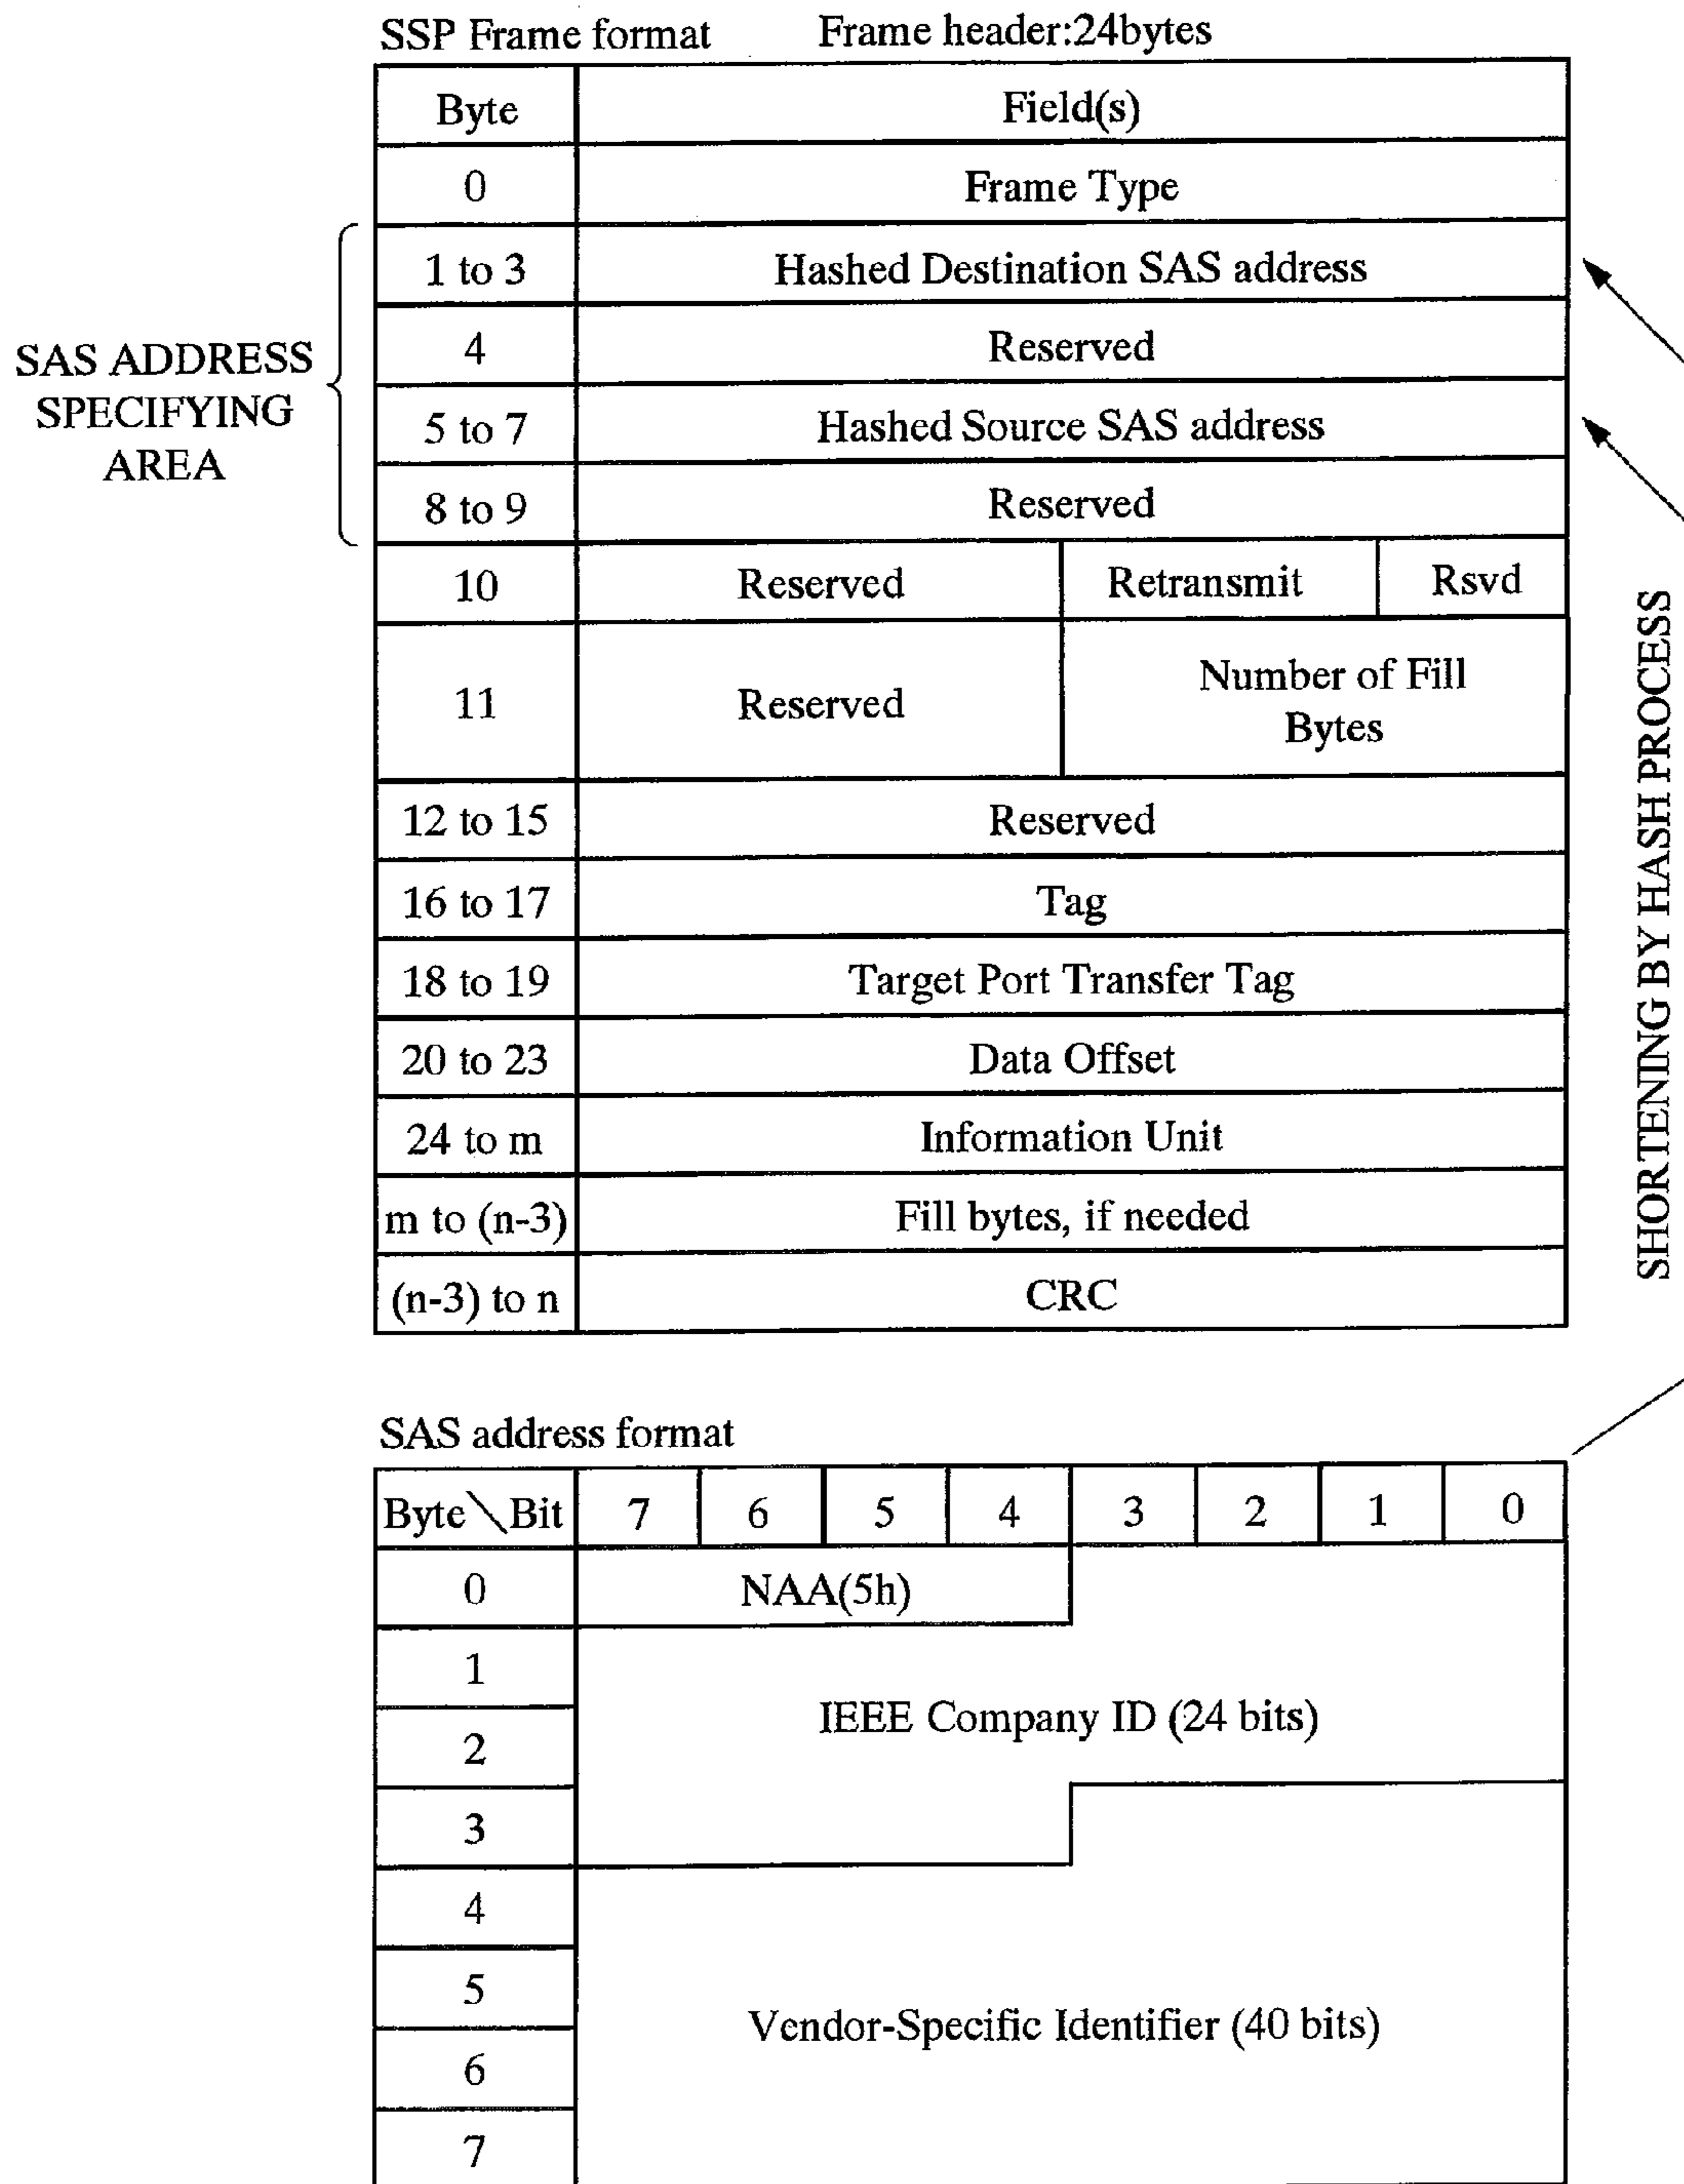 SSP Frame format Frame header:24bytes
Byte Field(s)
0 Frame Type
1 to 3 Hashed Destination SAS address
4 Reserved
5 to 7 Hashed Source SAS address
8 to 9 Reserved
SAS ADDRESS
SPECIFYING
AREA
10 Reserved Retransmit Rsvd
11 Reserved Number of Fill
Bytes
12 to 15 Reserved
16 to 17 Tag
18 to 19 Target Port Transfer Tag
20 to 23 Data Offset
24 to m Information Unit
m to (n-3) Fill bytes, if needed
(n-3) to n CRC
SHORTENING BY HASH PROCESS
SAS address format
Byte\Bit 7 6 5 4 3 2 1 0
0 NAA(5h)
1
IEEE Company ID (24 bits)
2
3
4
5
Vendor-Specific Identifier (40 bits)
6
7